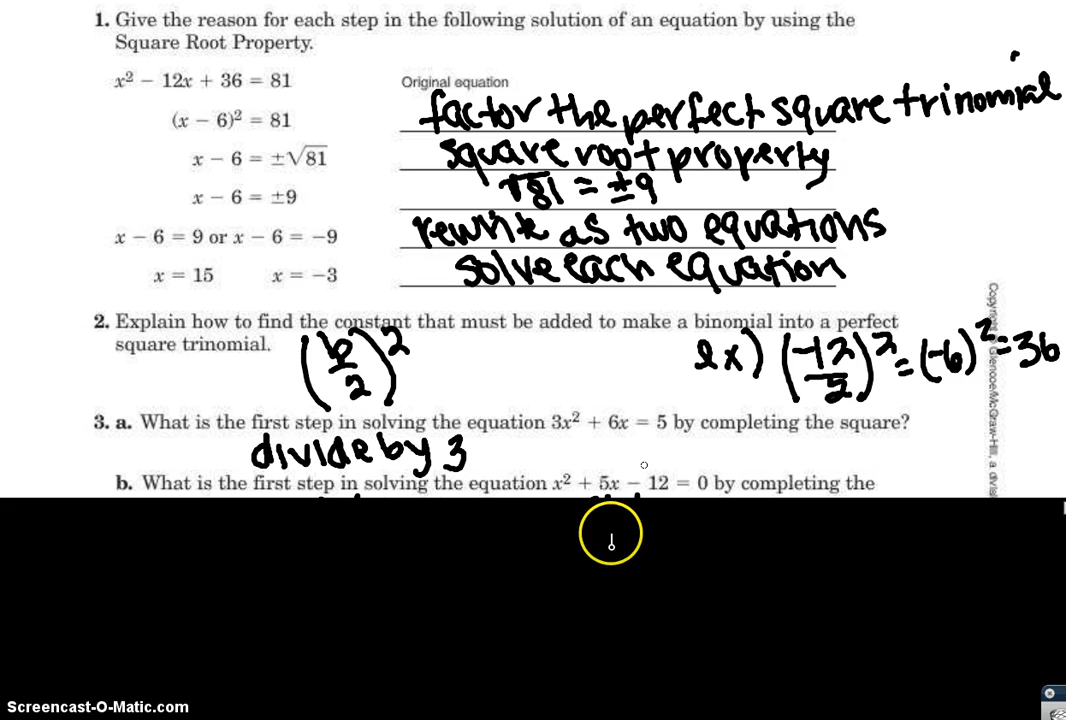 1. Give the reason for each step in the following solution of an equation by using the
Square Root Property.
x² − 12x + 36 = 81 Original equation
(x − 6)² = 81 factor the perfect square trinomial
x − 6 = ±√81 square root property
x − 6 = ±9 √81 = ±9
x − 6 = 9 or x − 6 = −9 rewrite as two equations
x = 15 x = −3 solve each equation
2. Explain how to find the constant that must be added to make a binomial into a perfect
square trinomial. (b/2)² ex) (-12/2)² = (-6)² = 36
3. a. What is the first step in solving the equation 3x² + 6x = 5 by completing the square?
divide by 3
b. What is the first step in solving the equation x² + 5x − 12 = 0 by completing the
Copyright © Glencoe/McGraw-Hill, a
Screencast-O-Matic.com